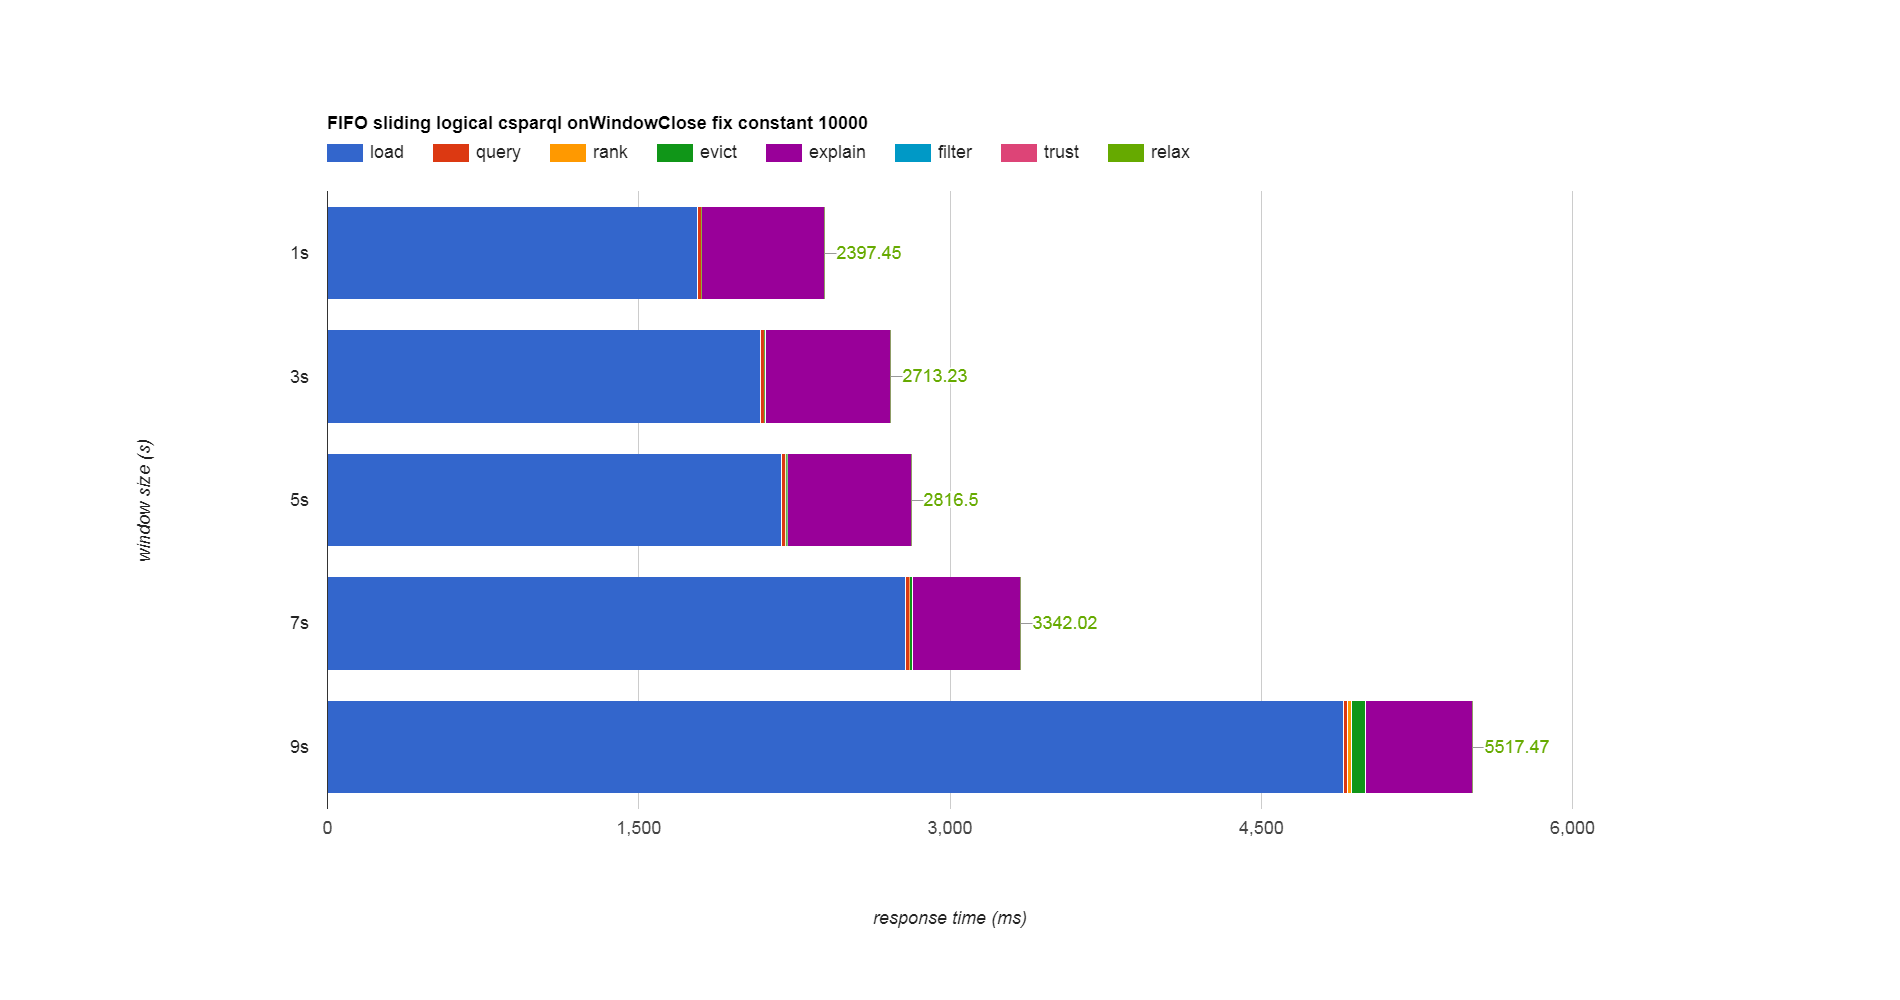 FIFO sliding logical csparql onWindowClose fix constant 10000
load query rank evict explain filter trust relax
1s 2397.45
3s 2713.23
5s 2816.5
7s 3342.02
9s 5517.47
window size (s)
0 1,500 3,000 4,500 6,000
response time (ms)